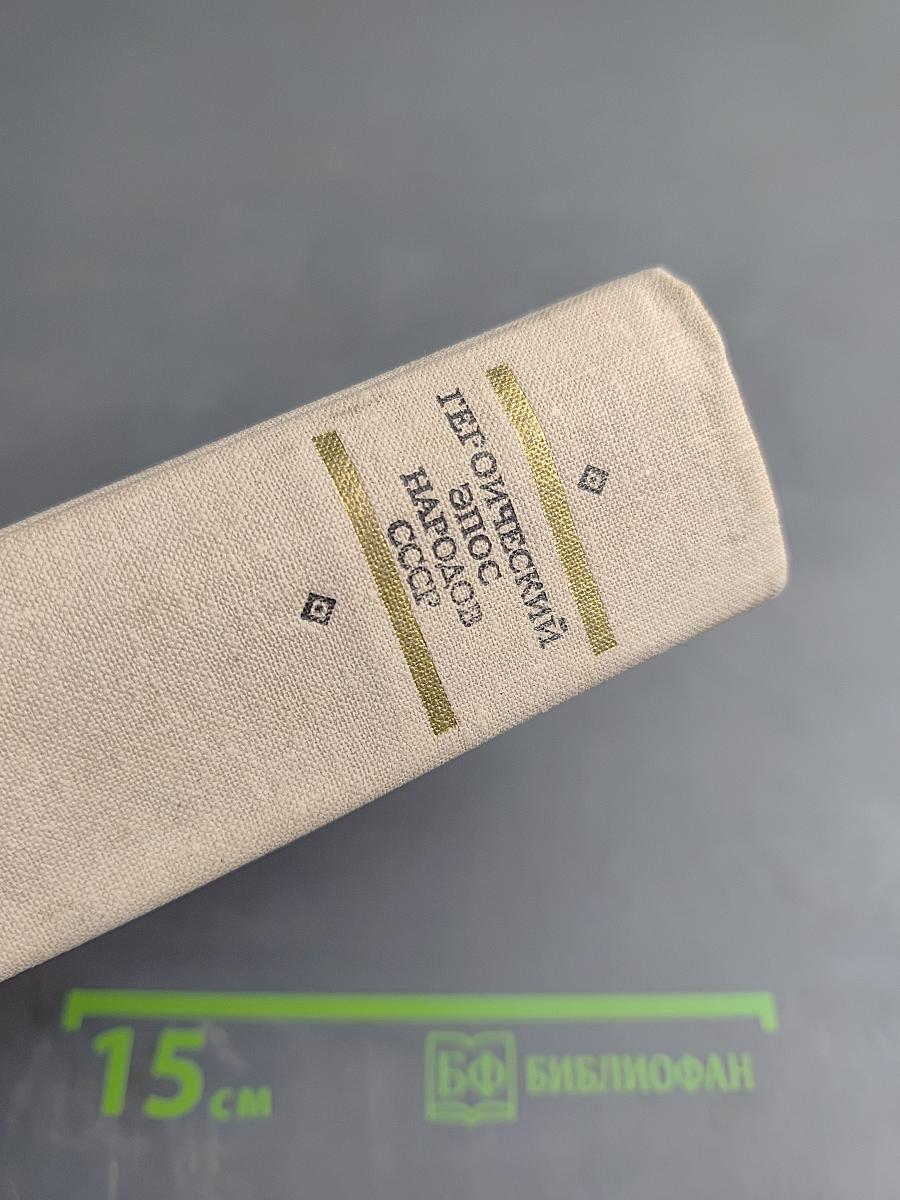 ГЕРОИЧЕСКИЙ
ЭПОС
НАРОДОВ
СССР
15 см
БФ БИБЛИОФАН